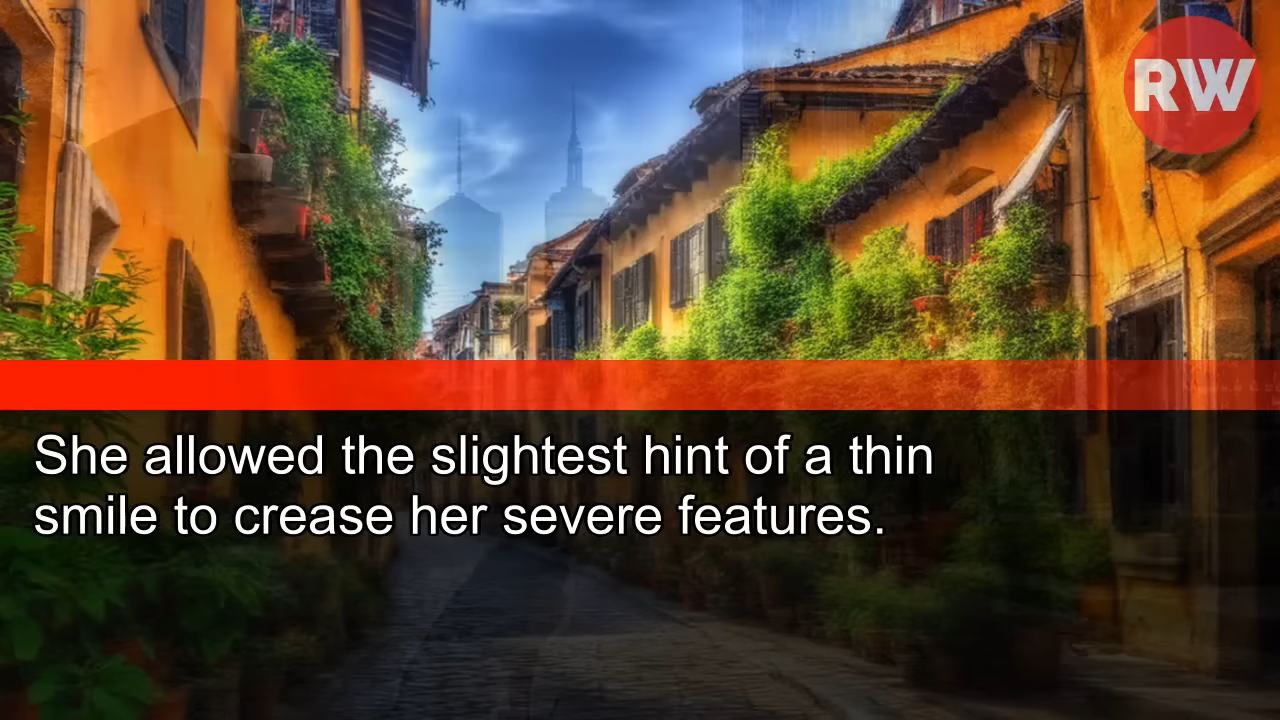 RW
She allowed the slightest hint of a thin
smile to crease her severe features.